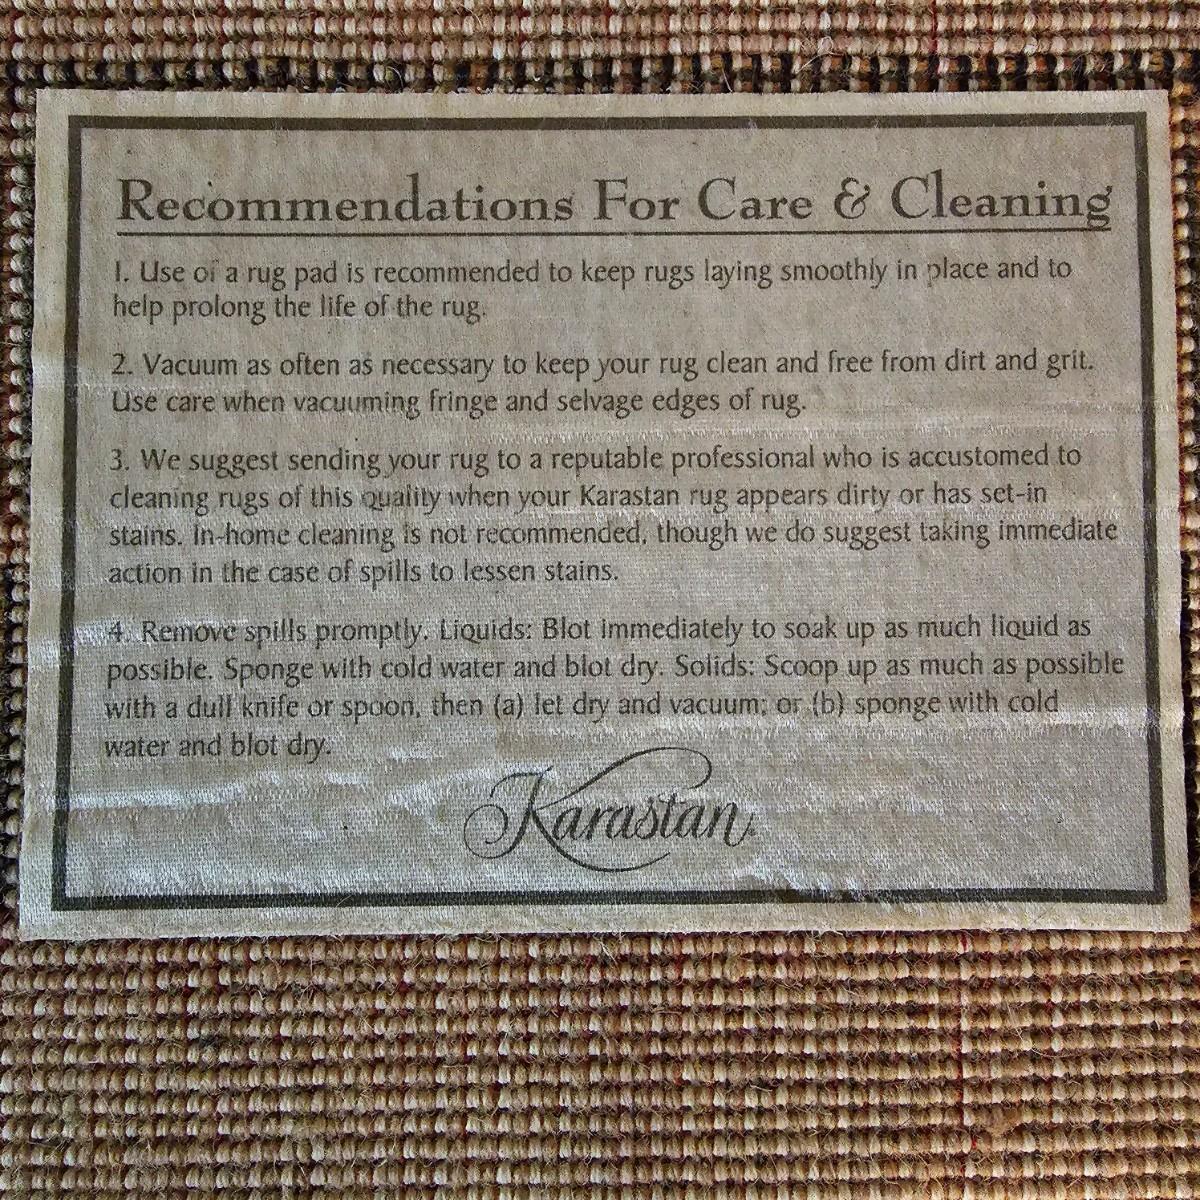 Recommendations For Care & Cleaning
1. Use of a rug pad is recommended to keep rugs laying smoothly in place and to
help prolong the life of the rug.
2. Vacuum as often as necessary to keep your rug clean and free from dirt and grit.
Use care when vacuuming fringe and selvage edges of rug.
3. We suggest sending your rug to a reputable professional who is accustomed to
cleaning rugs of this quality when your Karastan rug appears dirty or has set-in
stains. In-home cleaning is not recommended, though we do suggest taking immediate
action in the case of spills to lessen stains.
4. Remove spills promptly. Liquids: Blot immediately to soak up as much liquid as
possible. Sponge with cold water and blot dry. Solids: Scoop up as much as possible
with a dull knife or spoon, then (a) let dry and vacuum; or (b) sponge with cold
water and blot dry.
Karastan